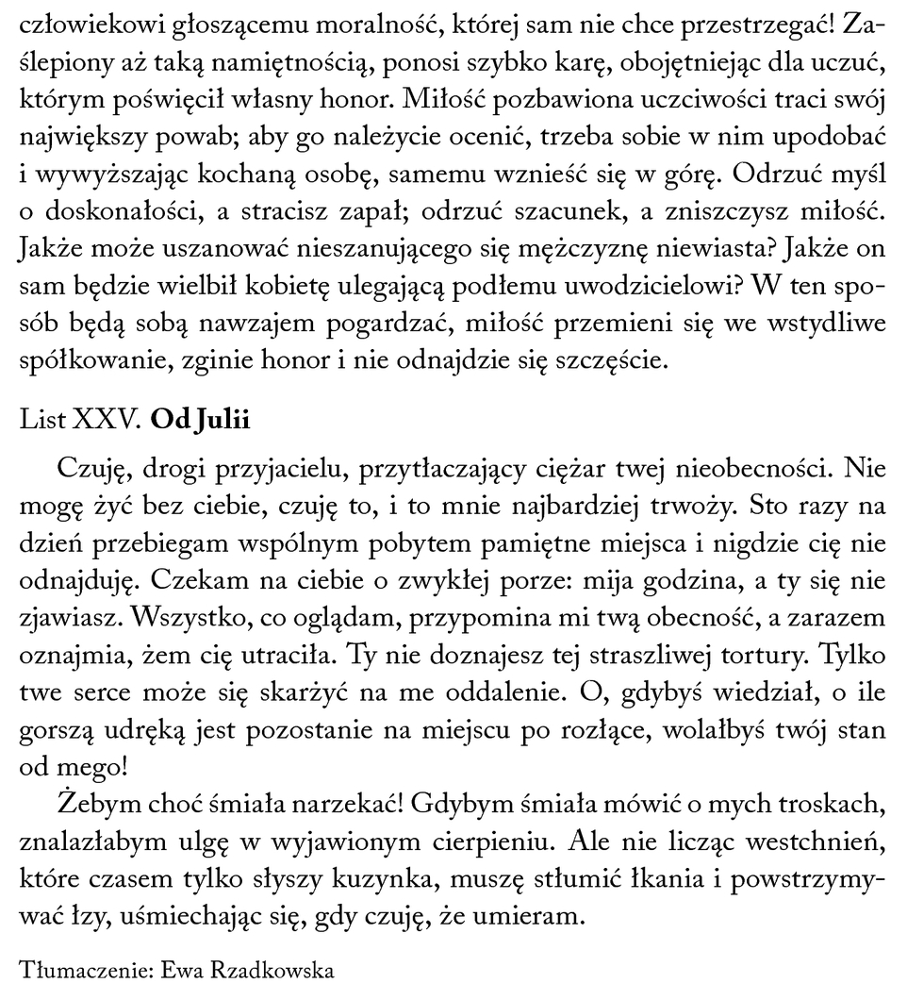 człowiekowi głoszącemu moralność, której sam nie chce przestrzegać! Za-
ślepiony aż taką namiętnością, ponosi szybko karę, obojętniejąc dla uczuć,
którym poświęcił własny honor. Miłość pozbawiona uczciwości traci swój
największy powab; aby go należycie ocenić, trzeba sobie w nim upodobać
i wywyższając kochaną osobę, samemu wznieść się w górę. Odrzuć myśl
o doskonałości, a stracisz zapał; odrzuć szacunek, a zniszczysz miłość.
Jakże może uszanować nieszanującego się mężczyznę niewiasta? Jakże on
sam będzie wielbił kobietę ulegającą podłemu uwodzicielowi? W ten spo-
sób będą sobą nawzajem pogardzać, miłość przemieni się we wstydliwe
spółkowanie, zginie honor i nie odnajdzie się szczęście.
List XXV. Od Julii
Czuję, drogi przyjacielu, przytłaczający ciężar twej nieobecności. Nie
mogę żyć bez ciebie, czuję to, i to mnie najbardziej trwoży. Sto razy na
dzień przebiegam wspólnym pobytem pamiętne miejsca i nigdzie cię nie
odnajduję. Czekam na ciebie o zwykłej porze: mija godzina, a ty się nie
zjawiasz. Wszystko, co oglądam, przypomina mi twą obecność, a zarazem
oznajmia, żem cię utraciła. Ty nie doznajesz tej straszliwej tortury. Tylko
twe serce może się skarżyć na me oddalenie. O, gdybyś wiedział, o ile
gorszą udręką jest pozostanie na miejscu po rozłące, wolałbyś twój stan
od mego!
Żebym choć śmiała narzekać! Gdybym śmiała mówić o mych troskach,
znalazłabym ulgę w wyjawionym cierpieniu. Ale nie licząc westchnień,
które czasem tylko słyszy kuzynka, muszę stłumić łkania i powstrzymy-
wać łzy, uśmiechając się, gdy czuję, że umieram.
Tłumaczenie: Ewa Rzadkowska